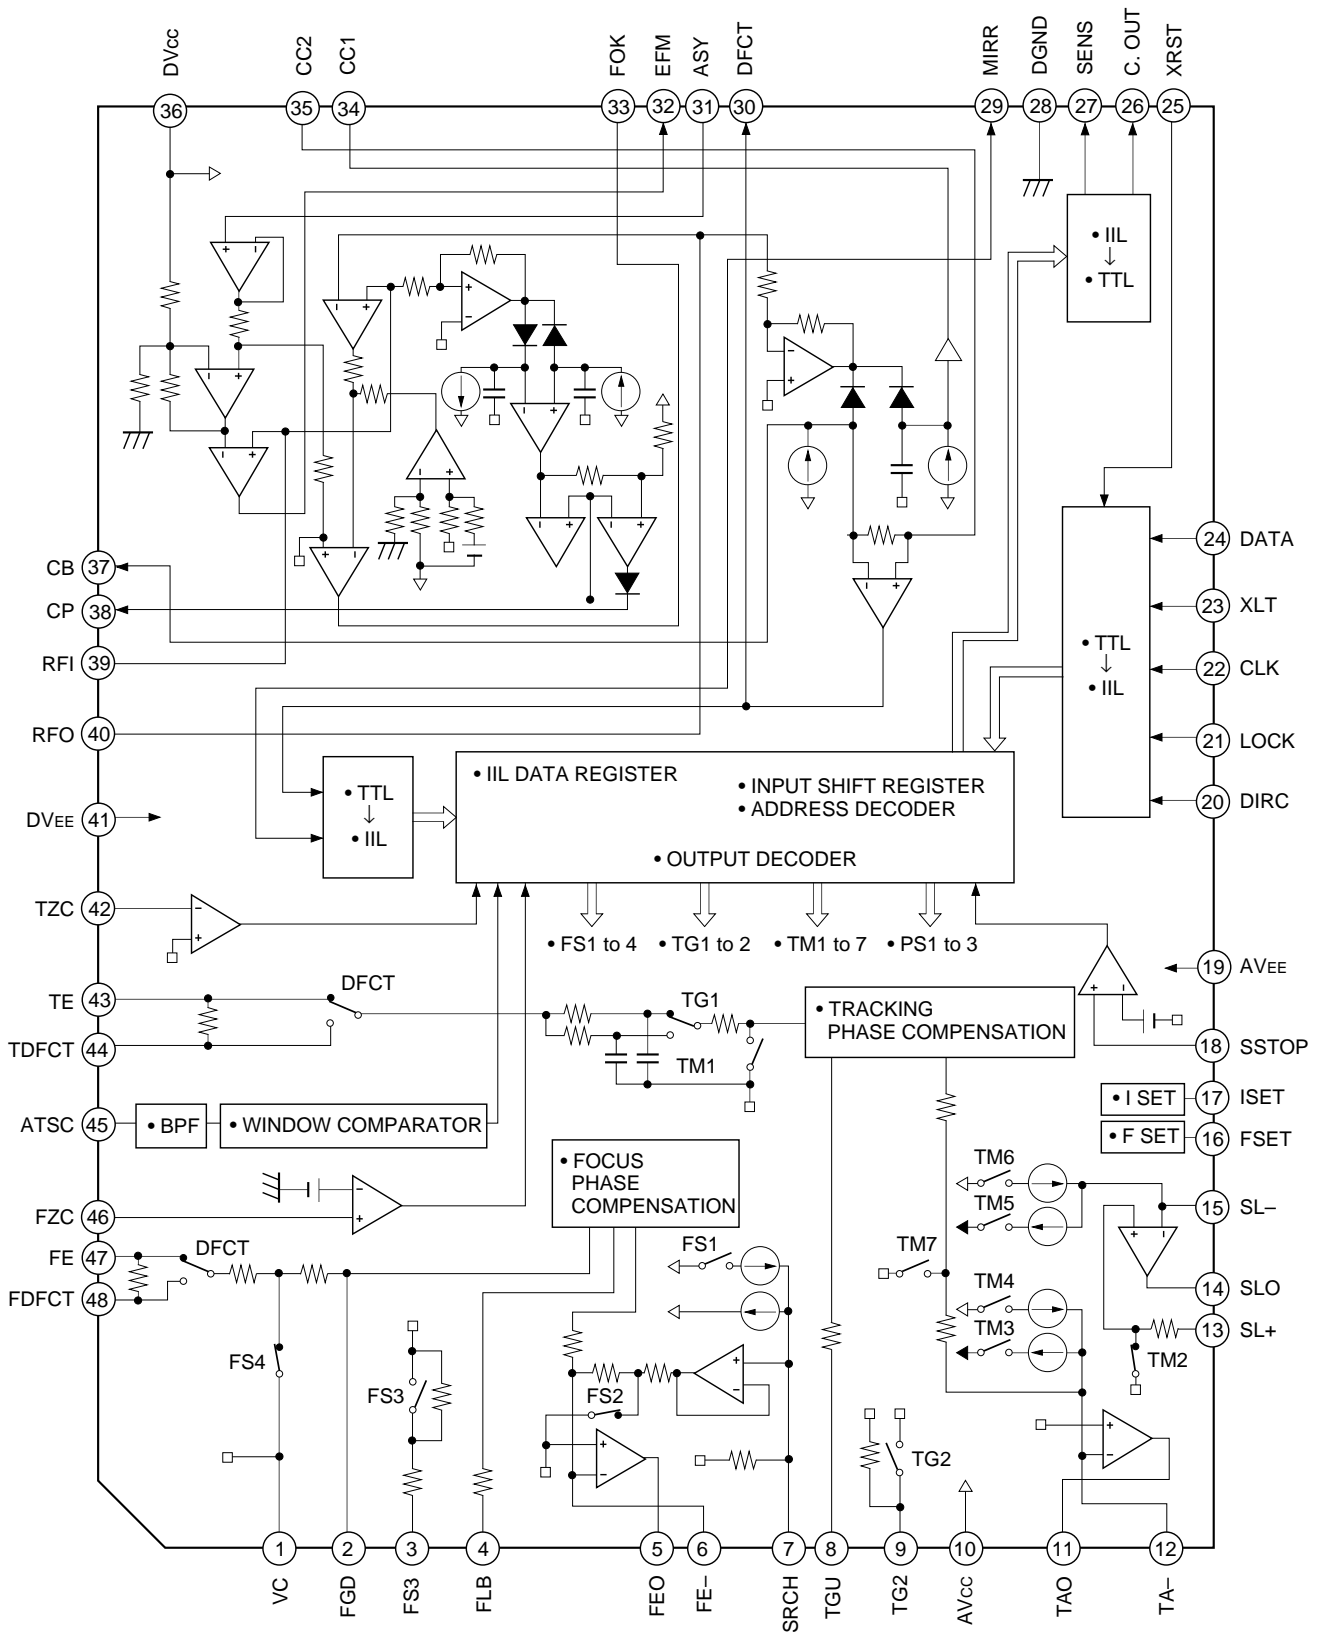 DVcc
CC2
CC1
FOK
EFM
ASY
DFCT
MIRR
DGND
SENS
C. OUT
XRST
36
35
34
33
32
31
30
29
28
27
26
25
• IIL
↓
• TTL
CB 37
CP 38
RFI 39
RFO 40
DVEE 41
TZC 42
TE 43
TDFCT 44
ATSC 45
FZC 46
FE 47
FDFCT 48
24 DATA
23 XLT
22 CLK
21 LOCK
20 DIRC
19 AVEE
18 SSTOP
17 ISET
16 FSET
15 SL–
14 SLO
13 SL+
• TTL
↓
• IIL
• TTL
↓
• IIL
• IIL DATA REGISTER
• INPUT SHIFT REGISTER
• ADDRESS DECODER
• OUTPUT DECODER
• FS1 to 4
• TG1 to 2
• TM1 to 7
• PS1 to 3
DFCT
TG1
TM1
• TRACKING
PHASE COMPENSATION
• BPF
• WINDOW COMPARATOR
• I SET
• F SET
• FOCUS
PHASE
COMPENSATION
DFCT
FS4
FS3
FS1
FS2
TM6
TM5
TM7
TM4
TM3
TM2
TG2
1
2
3
4
5
6
7
8
9
10
11
12
VC
FGD
FS3
FLB
FEO
FE–
SRCH
TGU
TG2
AVcc
TAO
TA–